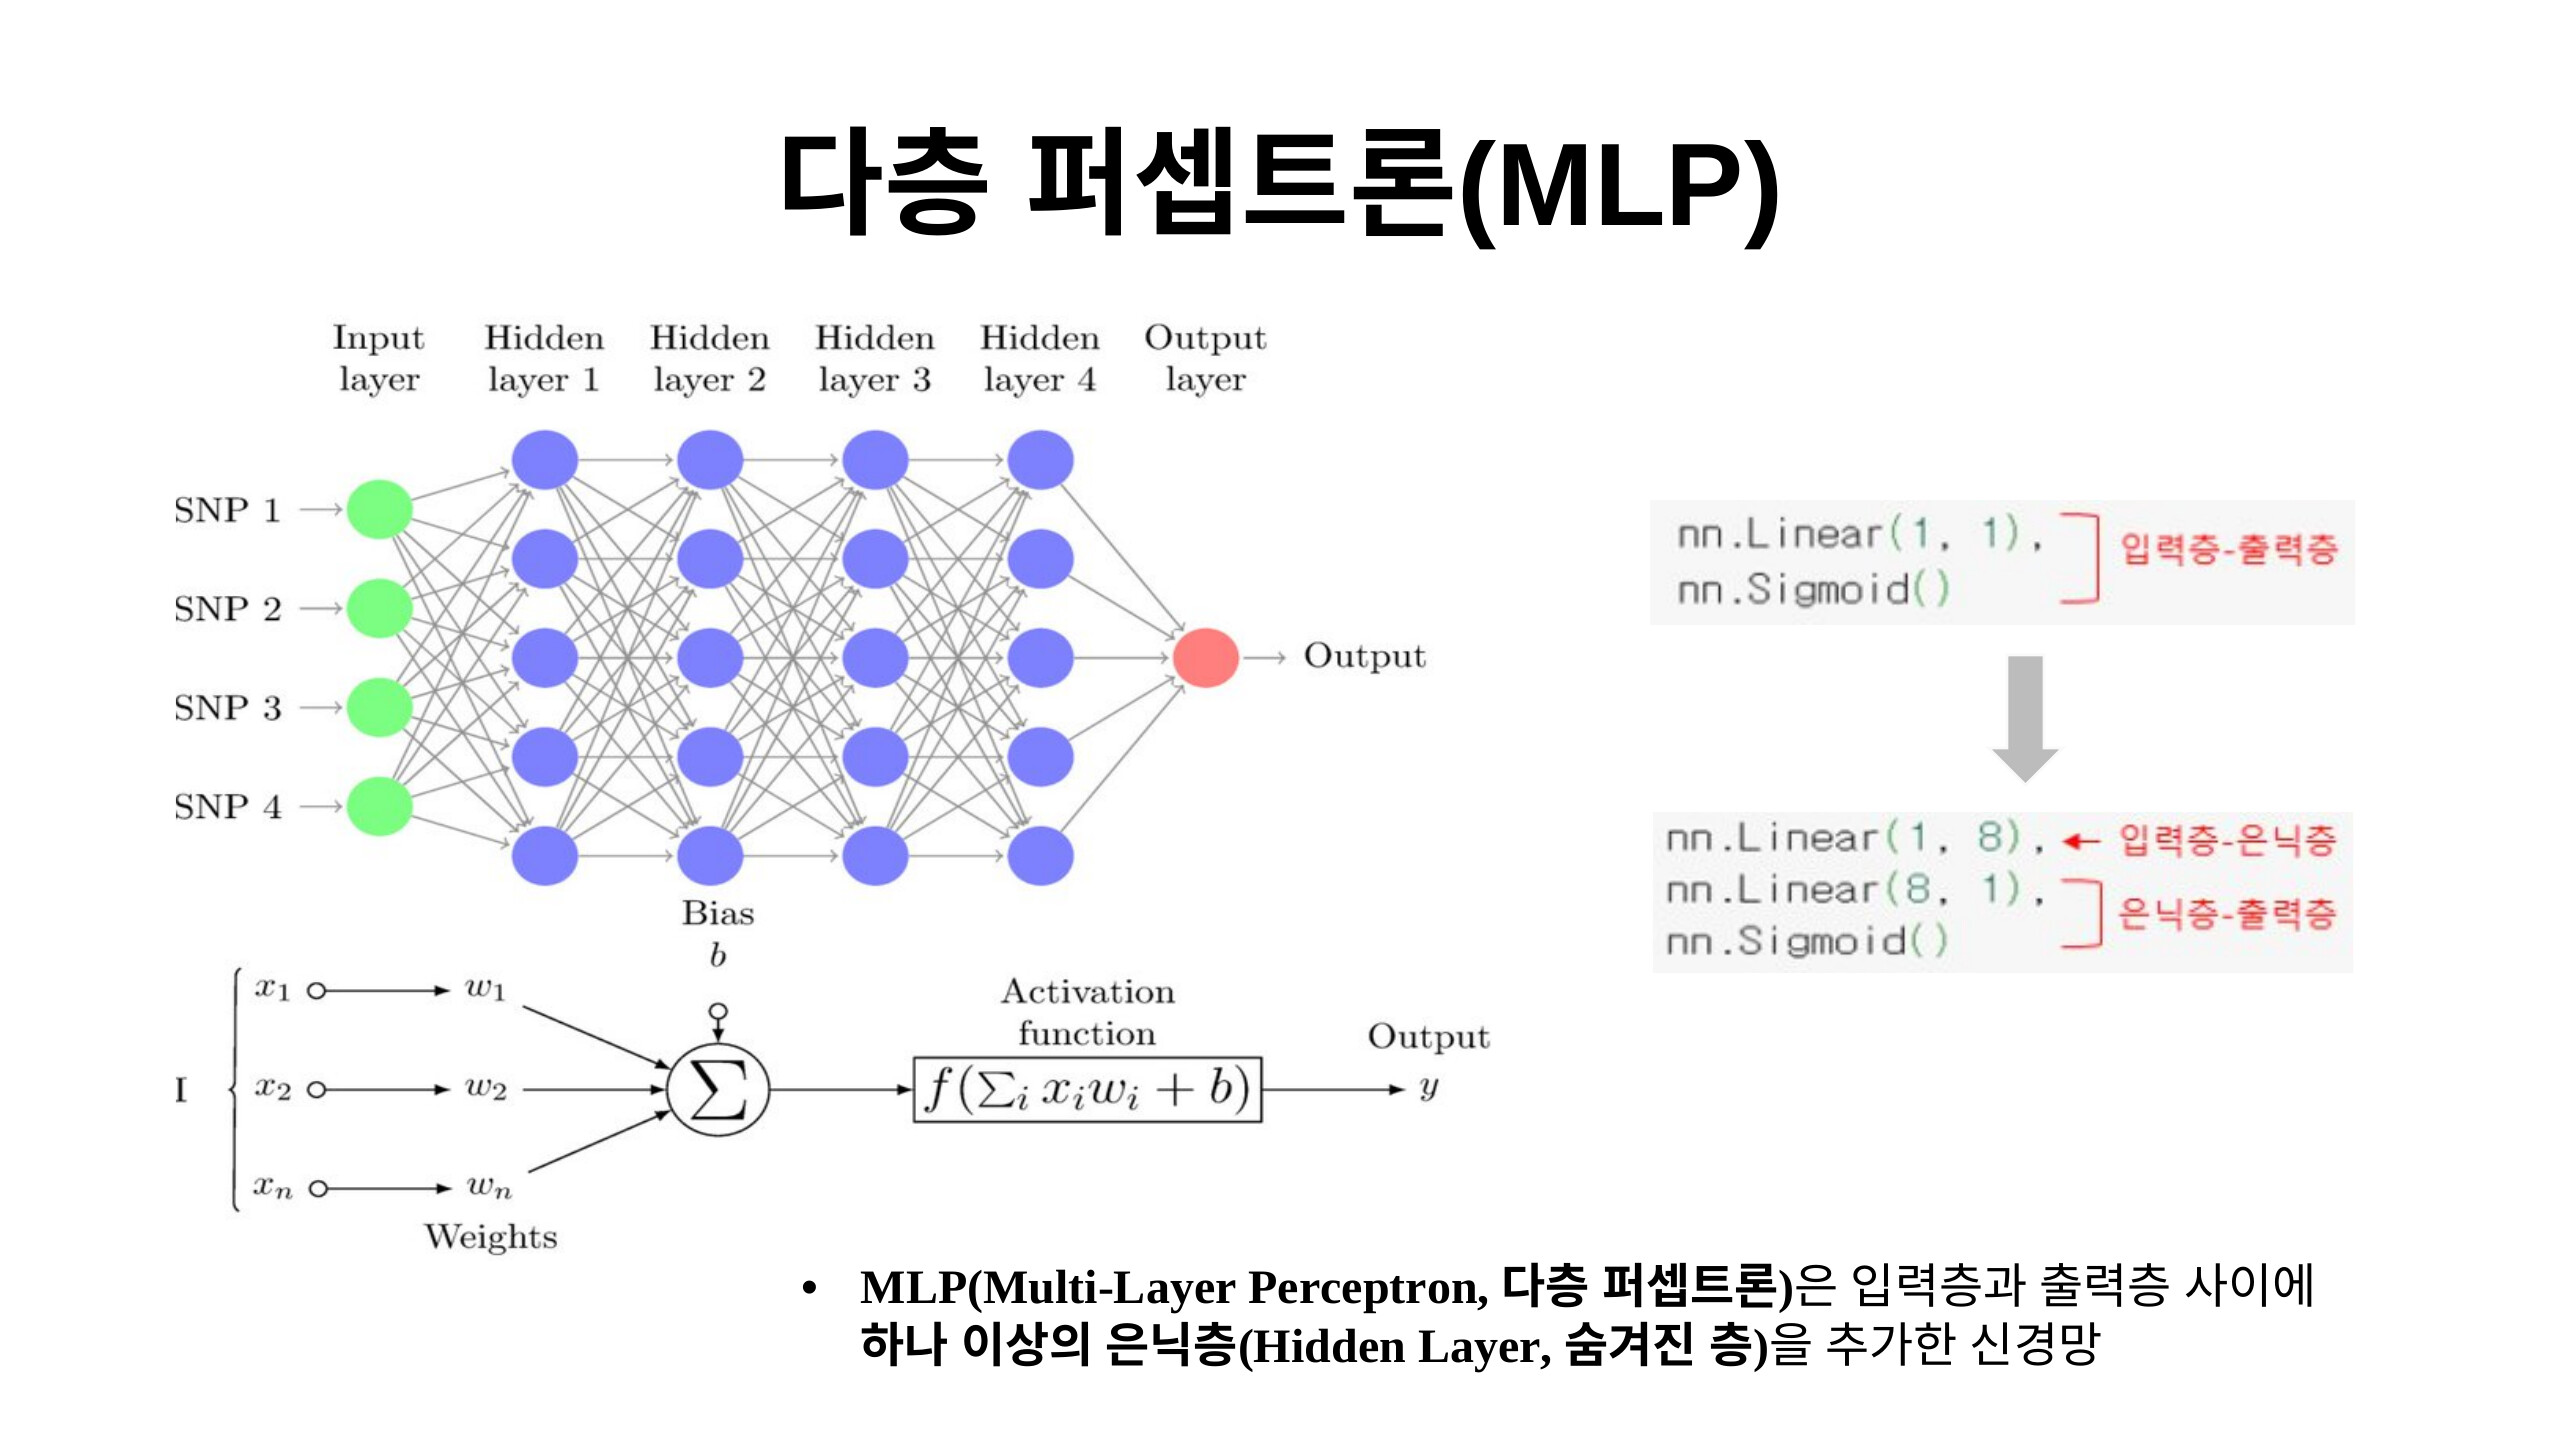 다층 퍼셉트론(MLP)
Input layer
Hidden layer 1
Hidden layer 2
Hidden layer 3
Hidden layer 4
Output layer
SNP 1
SNP 2
SNP 3
SNP 4
Output
Bias
b
I
x1 w1
x2 w2
xn wn
Weights
∑
Activation function
f(∑i xiwi + b)
Output
y
nn.Linear(1, 1),
nn.Sigmoid()
입력층-출력층
nn.Linear(1, 8), 입력층-은닉층
nn.Linear(8, 1),
nn.Sigmoid()
은닉층-출력층
• MLP(Multi-Layer Perceptron, 다층 퍼셉트론)은 입력층과 출력층 사이에
하나 이상의 은닉층(Hidden Layer, 숨겨진 층)을 추가한 신경망